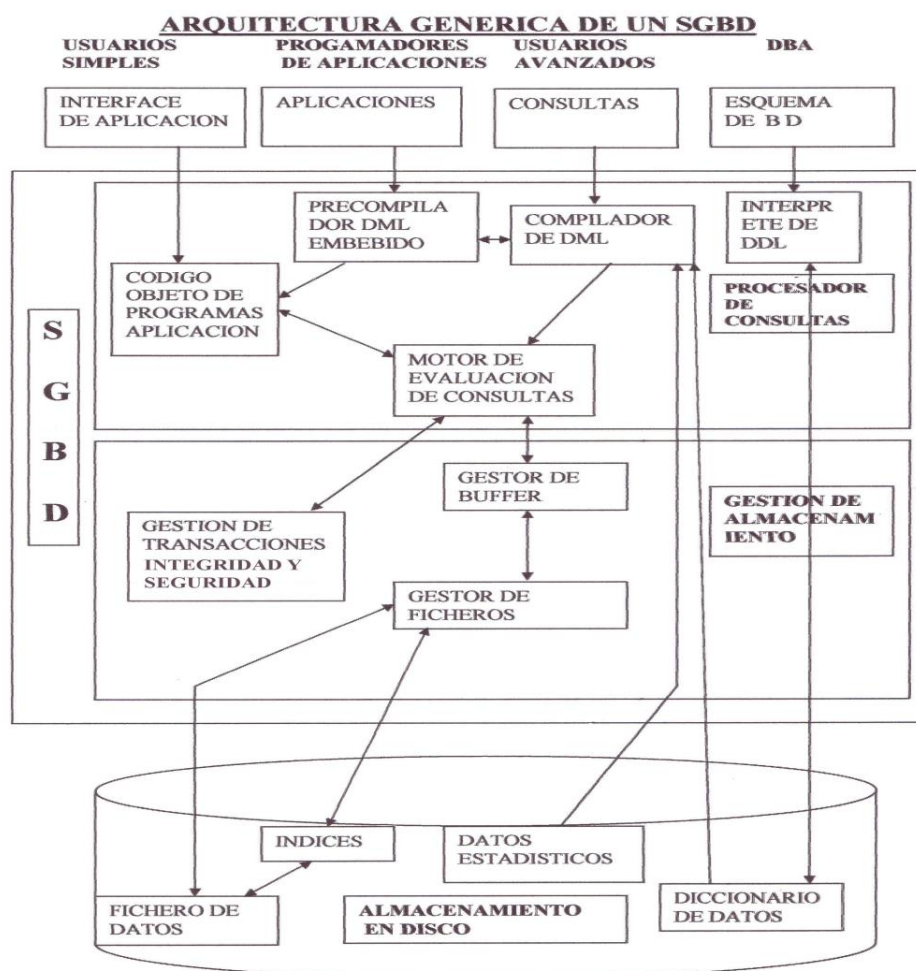 ARQUITECTURA GENERICA DE UN SGBD
USUARIOS
SIMPLES
PROGAMADORES
DE APLICACIONES
USUARIOS
AVANZADOS
DBA
INTERFACE
DE APLICACION
APLICACIONES
CONSULTAS
ESQUEMA
DE B D
PRECOMPILA
DOR DML
EMBEBIDO
COMPILADOR
DE DML
INTERPR
ETE DE
DDL
CODIGO
OBJETO DE
PROGRAMAS
APLICACION
PROCESADOR
DE
CONSULTAS
S
G
B
D
MOTOR DE
EVALUACION
DE CONSULTAS
GESTOR DE
BUFFER
GESTION DE
TRANSACCIONES
INTEGRIDAD Y
SEGURIDAD
GESTION DE
ALMACENAM
IENTO
GESTOR DE
FICHEROS
INDICES
DATOS
ESTADISTICOS
FICHERO DE
DATOS
ALMACENAMIENTO
EN DISCO
DICCIONARIO
DE DATOS